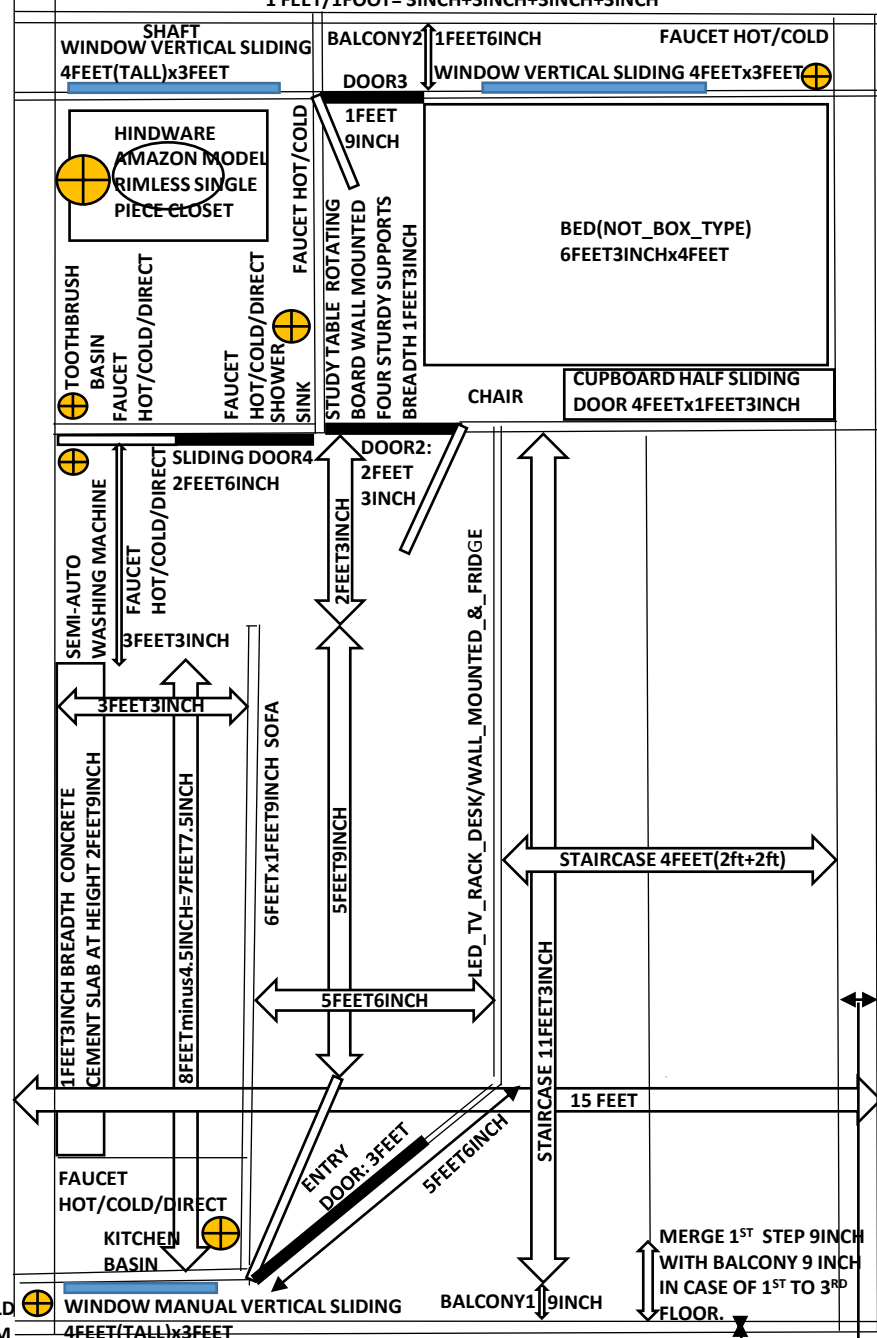 1 FEET/1FOOT= 3INCH+3INCH+3INCH+3INCH
SHAFT
WINDOW VERTICAL SLIDING
4FEET(TALL)x3FEET
BALCONY2
1FEET6INCH
FAUCET HOT/COLD
WINDOW VERTICAL SLIDING 4FEETx3FEET
DOOR3
1FEET
9INCH
HINDWARE
AMAZON MODEL
RIMLESS SINGLE
PIECE CLOSET
FAUCET HOT/COLD
BED(NOT_BOX_TYPE)
6FEET3INCHx4FEET
TOOTHBRUSH
BASIN
FAUCET
HOT/COLD/DIRECT
FAUCET
HOT/COLD/DIRECT
SHOWER
SINK
STUDY TABLE ROTATING
BOARD WALL MOUNTED
FOUR STURDY SUPPORTS
BREADTH 1FEET3INCH
CHAIR
CUPBOARD HALF SLIDING
DOOR 4FEETx1FEET3INCH
SLIDING DOOR4
2FEET6INCH
DOOR2:
2FEET
3INCH
SEMI-AUTO
WASHING MACHINE
FAUCET
HOT/COLD/DIRECT
3FEET3INCH
2FEET3INCH
3FEET3INCH
1FEET3INCH BREADTH CONCRETE
CEMENT SLAB AT HEIGHT 2FEET9INCH
8FEETminus4.5INCH=7FEET7.5INCH
6FEETx1FEET9INCH SOFA
5FEET9INCH
LED_TV_RACK_DESK/WALL_MOUNTED_&_FRIDGE
STAIRCASE 11FEET3INCH
STAIRCASE 4FEET(2ft+2ft)
5FEET6INCH
15 FEET
ENTRY
DOOR: 3FEET
5FEET6INCH
FAUCET
HOT/COLD/DIRECT
KITCHEN
BASIN
MERGE 1ST STEP 9INCH
WITH BALCONY 9 INCH
IN CASE OF 1ST TO 3RD
FLOOR.
BALCONY1
9INCH
WINDOW MANUAL VERTICAL SLIDING
4FEET(TALL)x3FEET